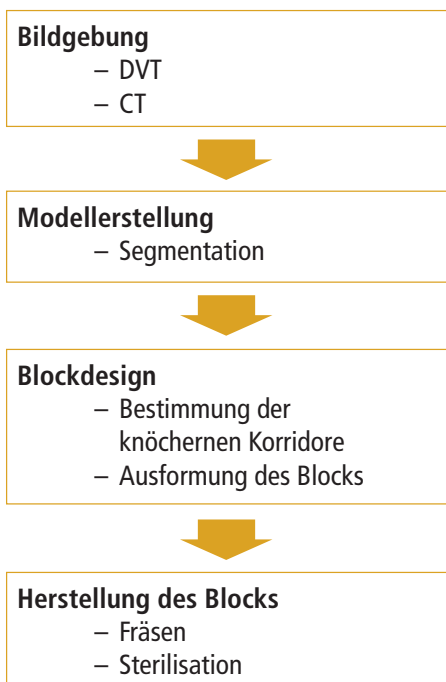 Bildgebung
– DVT
– CT
Modellerstellung
– Segmentation
Blockdesign
– Bestimmung der
knöchernen Korridore
– Ausformung des Blocks
Herstellung des Blocks
– Fräsen
– Sterilisation